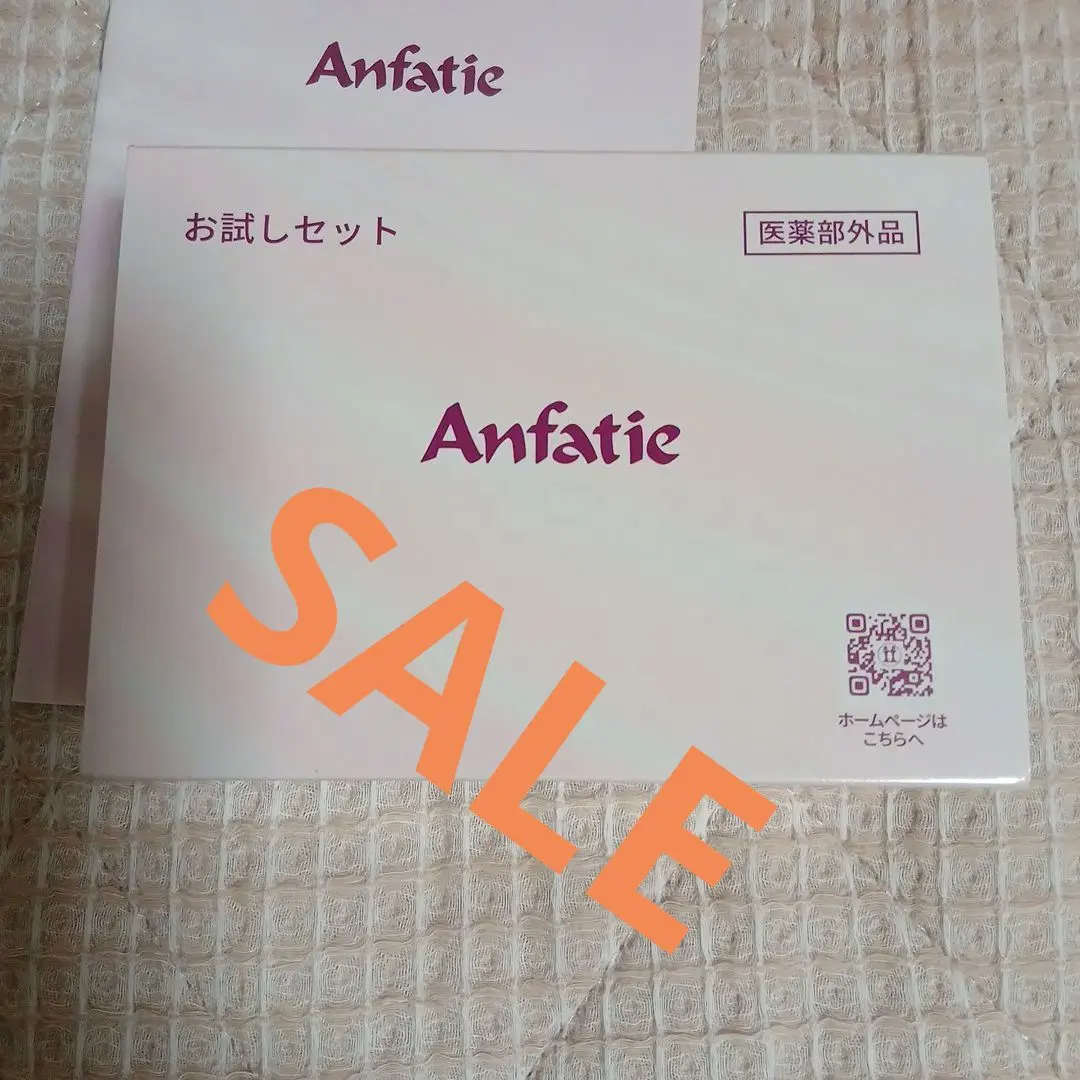 Anfatie
お試しセット
医薬部外品
Anfatie
SALE
ホームページは
こちらへ